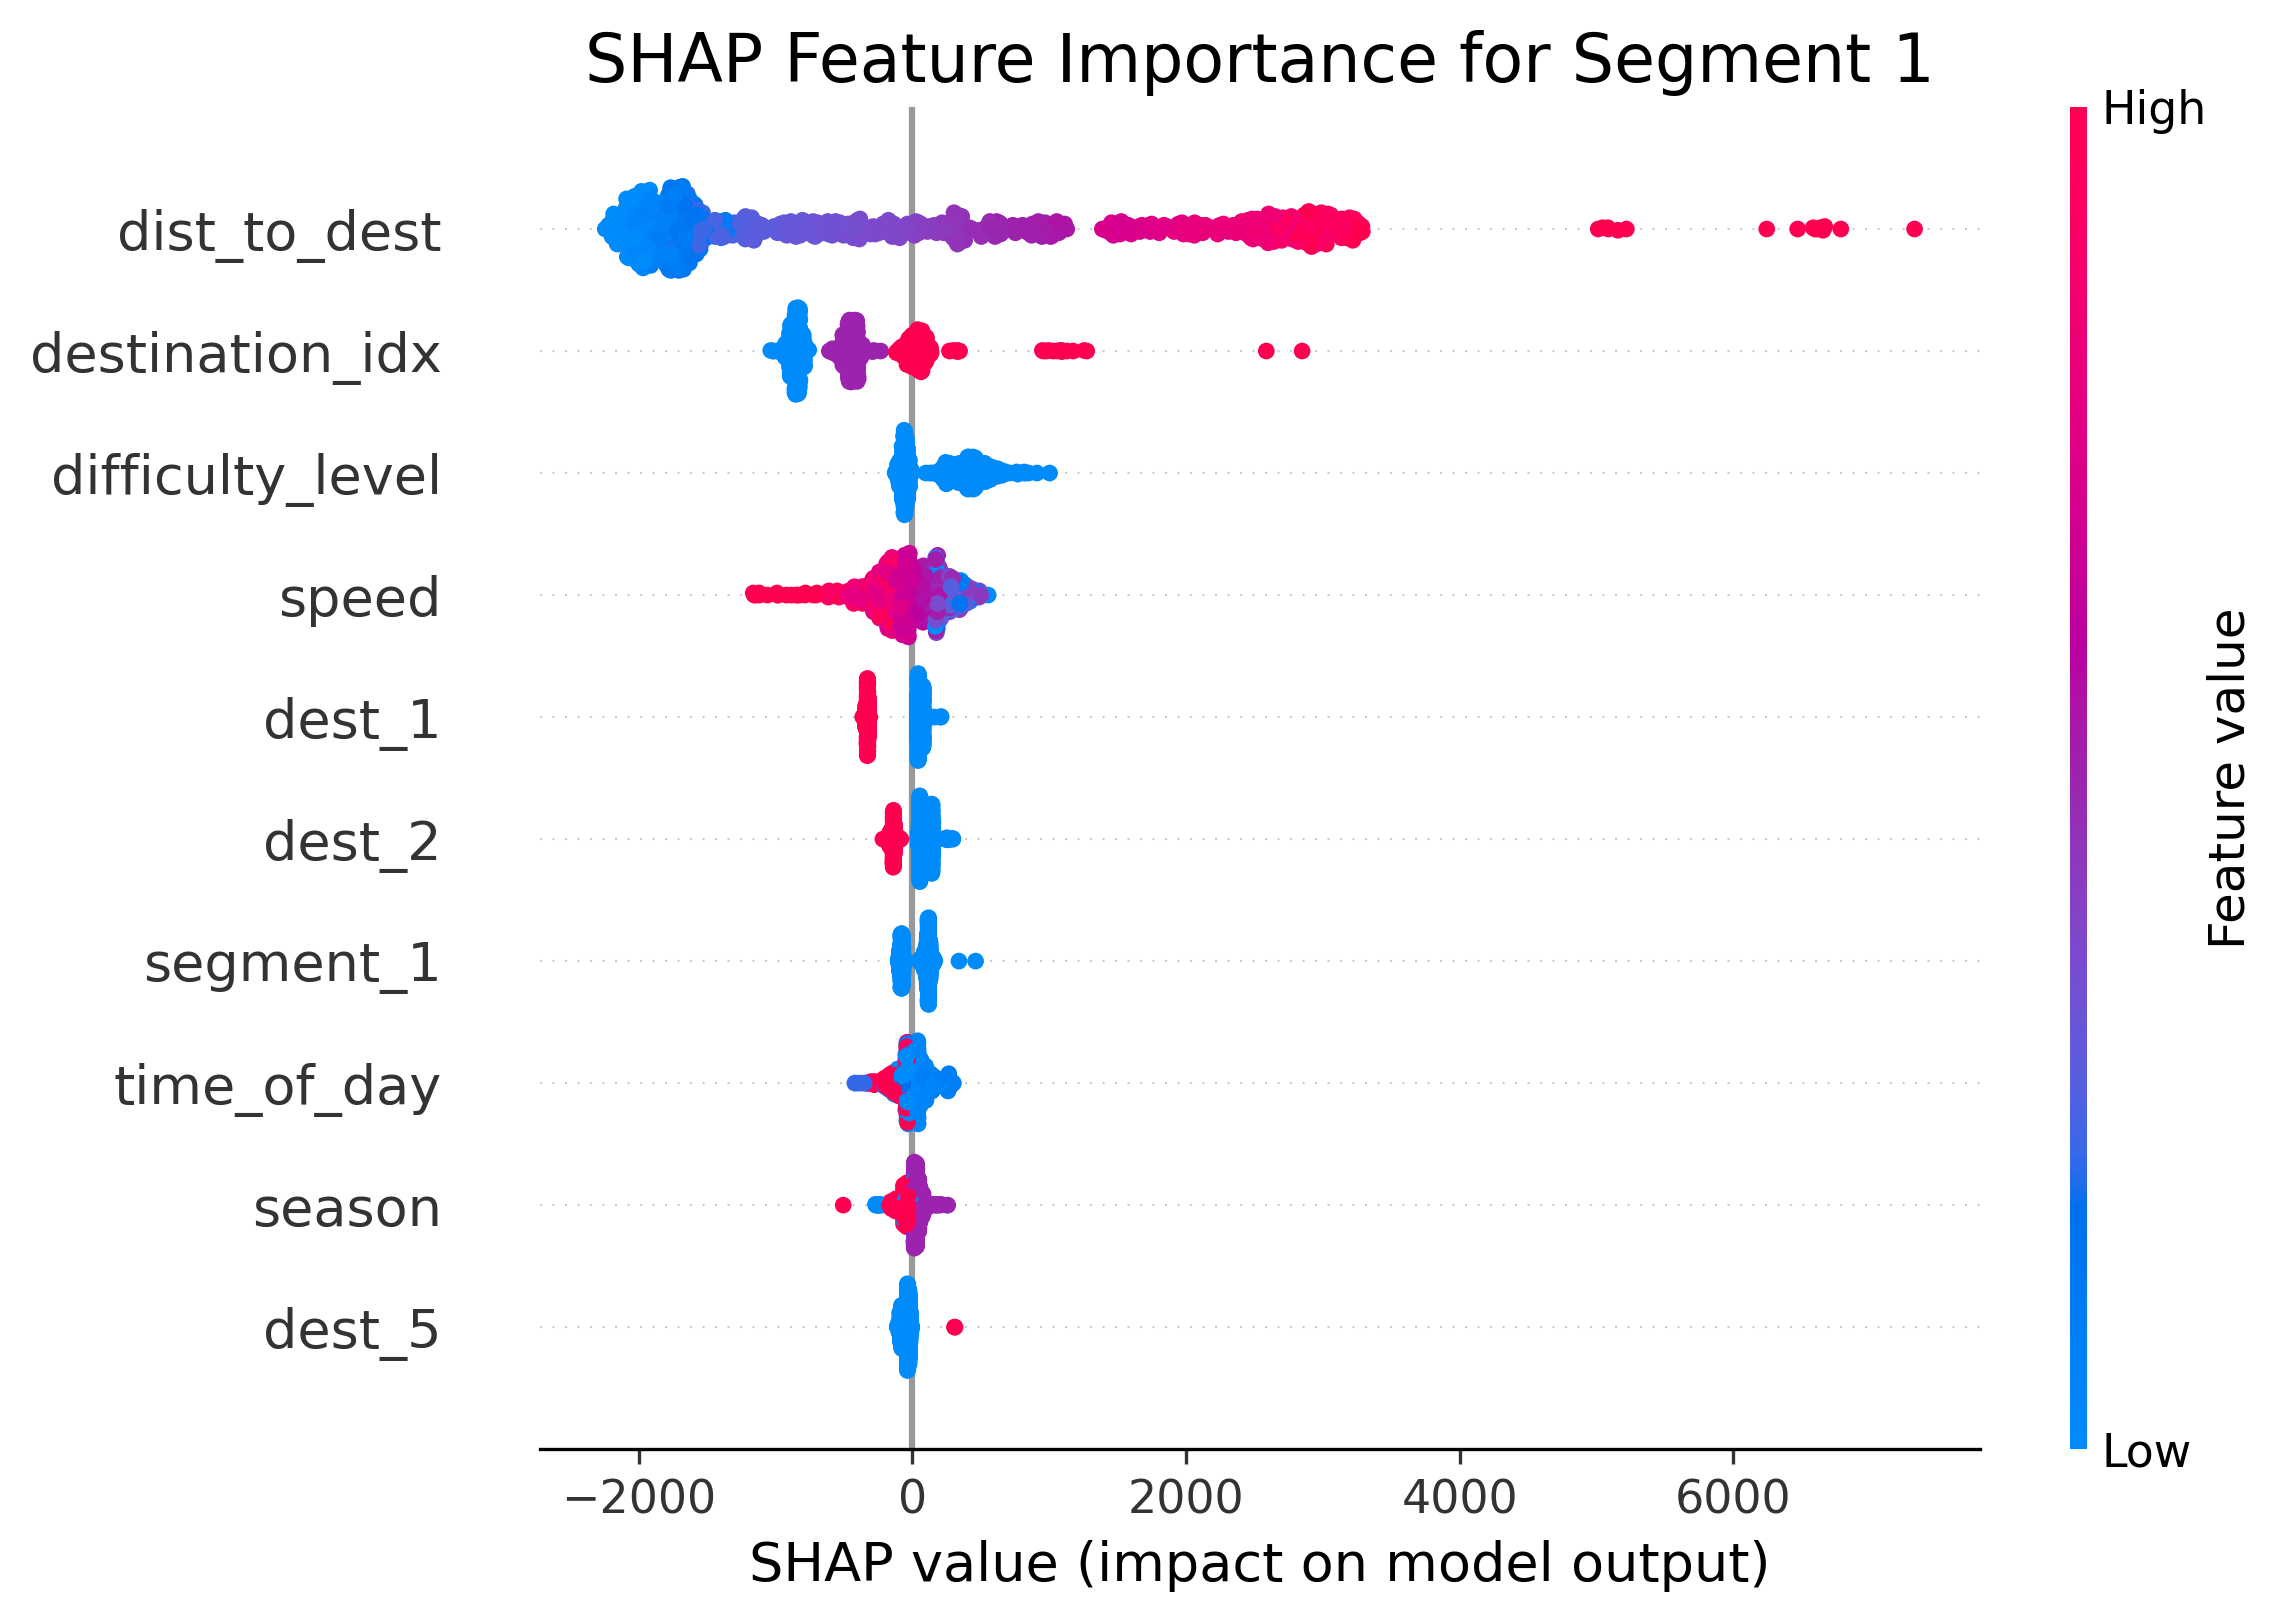 SHAP Feature Importance for Segment 1
High
dist_to_dest
destination_idx
difficulty_level
speed
dest_1
dest_2
segment_1
time_of_day
season
dest_5
Feature value
Low
−2000
0
2000
4000
6000
SHAP value (impact on model output)